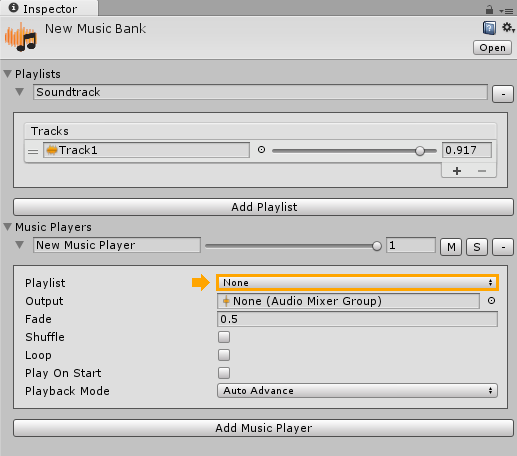 Inspector
New Music Bank
Open
Playlists
Soundtrack -
Tracks
Track1 0.917
+ −
Add Playlist
Music Players
New Music Player 1 M S -
Playlist None
Output None (Audio Mixer Group)
Fade 0.5
Shuffle
Loop
Play On Start
Playback Mode Auto Advance
Add Music Player